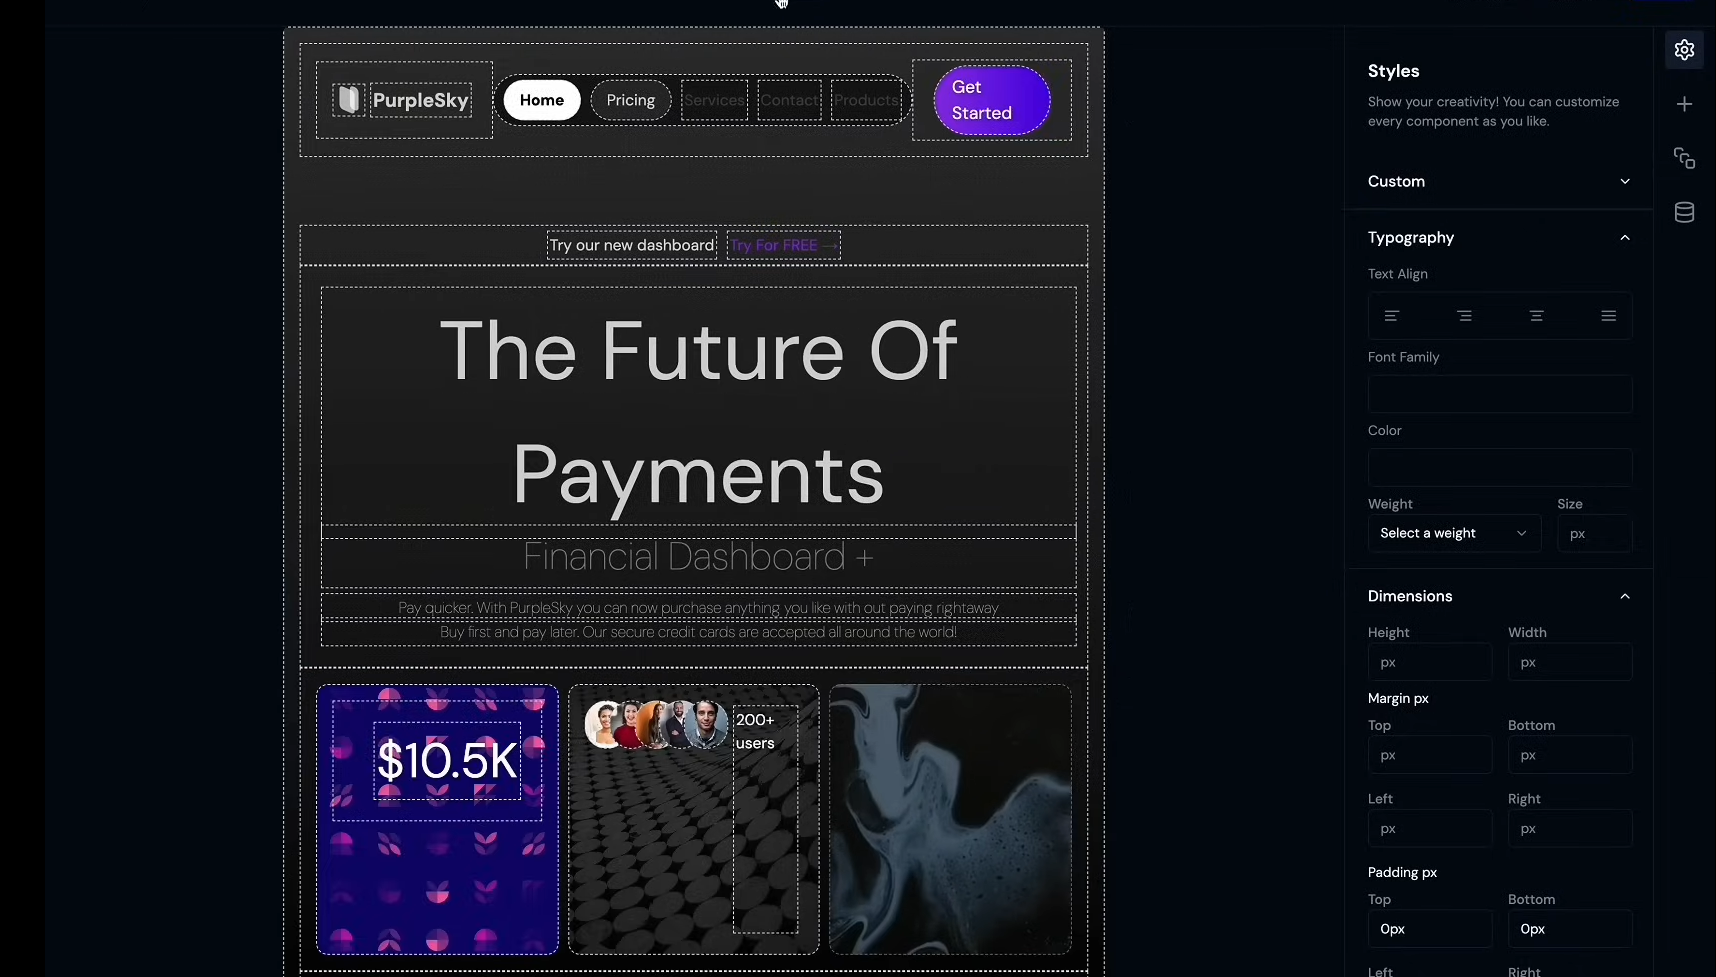 PurpleSky
Home
Pricing
Services
Contact
Products
Get
Started
Try our new dashboard
Try For FREE →
The Future Of
Payments
Financial Dashboard +
Pay quicker. With PurpleSky you can now purchase anything you like with out paying rightaway
Buy first and pay later. Our secure credit cards are accepted all around the world!
$10.5K
200+
users
Styles
Show your creativity! You can customize
every component as you like.
Custom
Typography
Text Align
Font Family
Color
Weight
Size
Select a weight
px
Dimensions
Height
Width
px
px
Margin px
Top
Bottom
px
px
Left
Right
px
px
Padding px
Top
Bottom
0px
0px
Left
Right